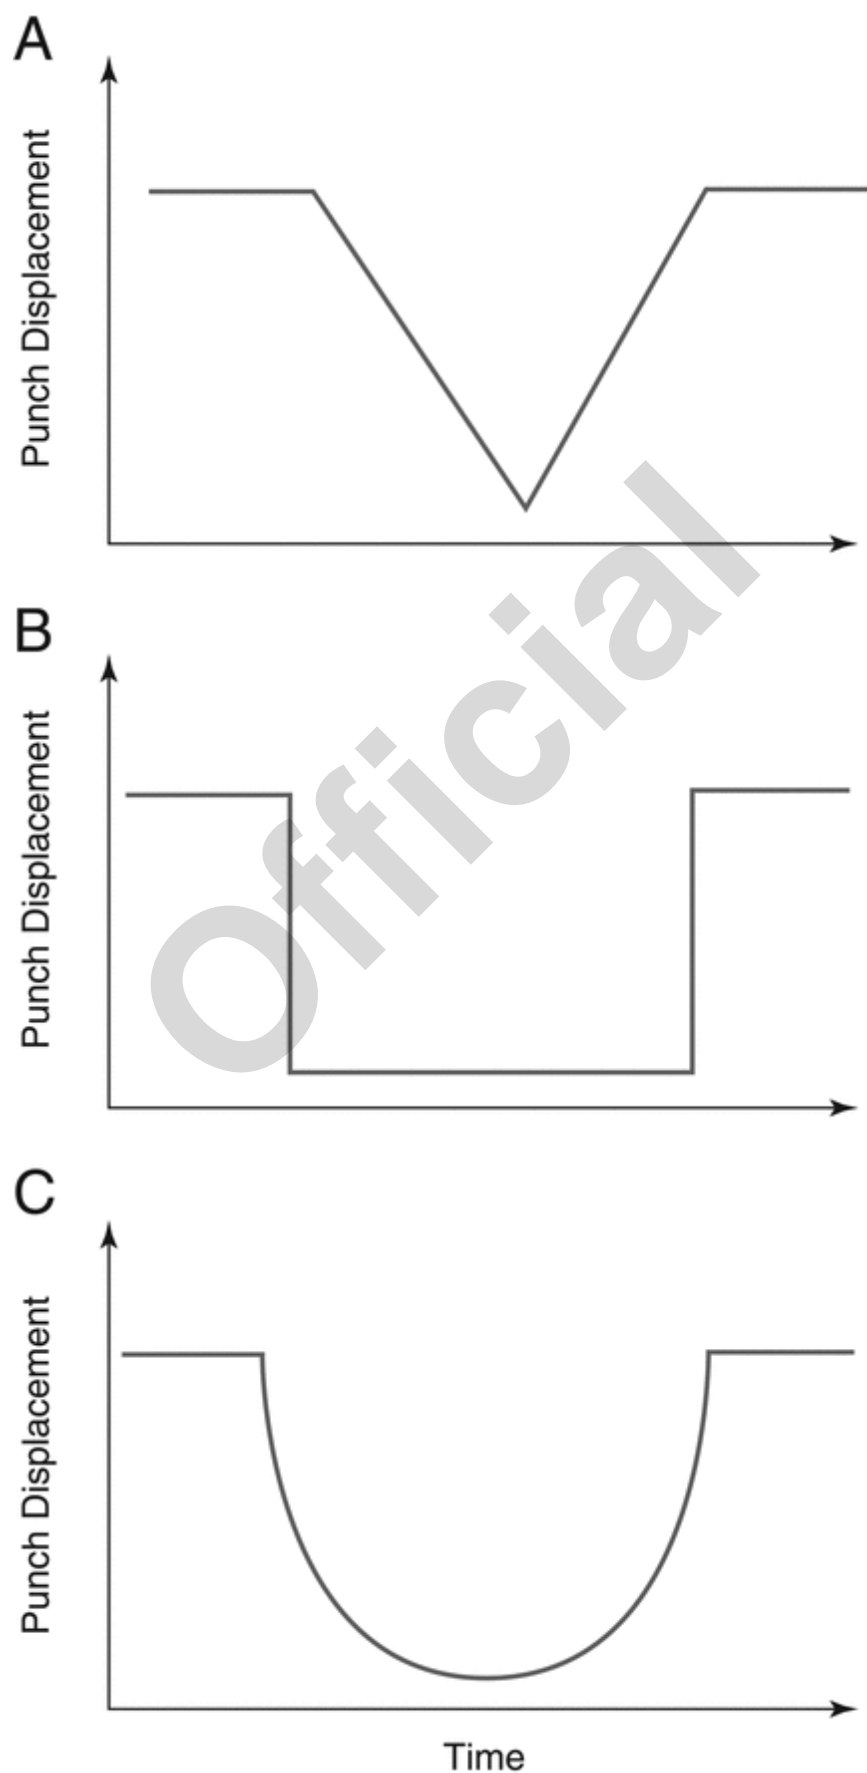 A
Punch Displacement
B
Punch Displacement
C
Punch Displacement
Time
Official